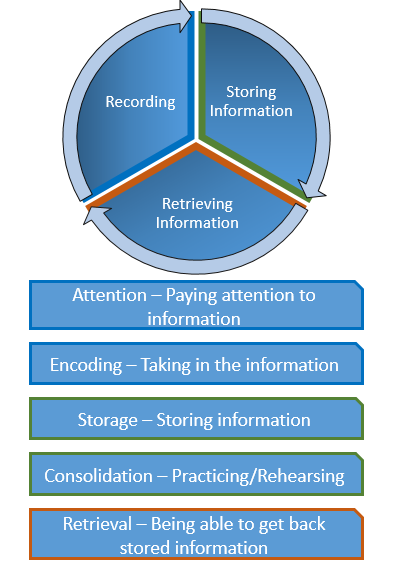 Recording
Storing
Information
Retrieving
Information
Attention – Paying attention to
information
Encoding – Taking in the information
Storage – Storing information
Consolidation – Practicing/Rehearsing
Retrieval – Being able to get back
stored information